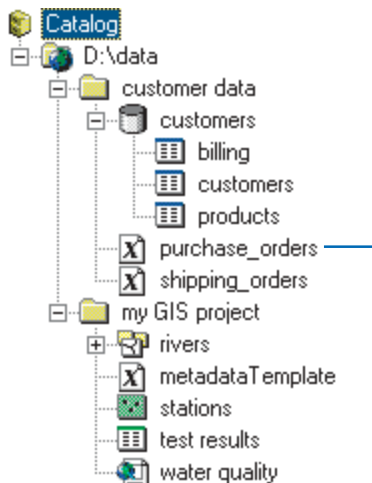 Catalog
D:\data
customer data
customers
billing
customers
products
purchase_orders
shipping_orders
my GIS project
rivers
metadataTemplate
stations
test results
water quality